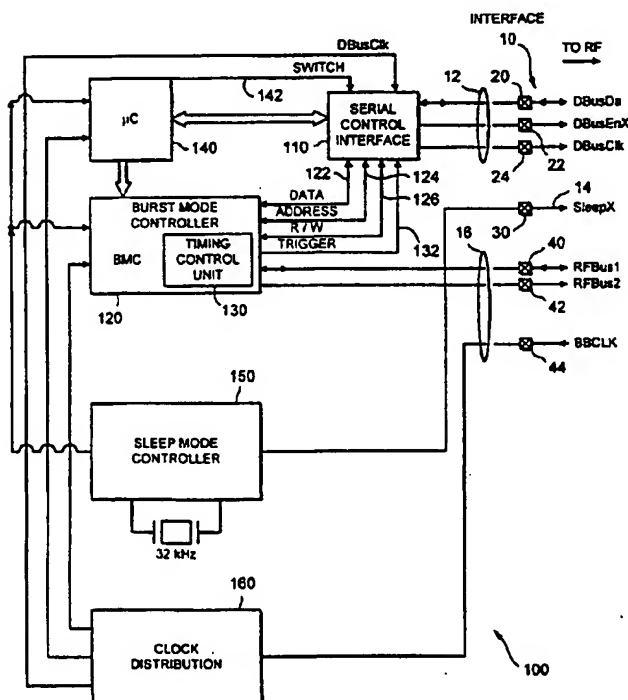 INTERFACE
10
TO RF
DBusClk
SWITCH
142
12
20
DBusDa
µC
140
SERIAL
CONTROL
INTERFACE
110
DBusEnX
22
DBusClk
24
122
124
126
DATA
ADDRESS
R / W
TRIGGER
132
BURST MODE
CONTROLLER
BMC
TIMING
CONTROL
UNIT
120
130
14
SleepX
30
16
40
RFBus1
RFBus2
42
BBCLK
44
150
SLEEP MODE
CONTROLLER
32 kHz
160
CLOCK
DISTRIBUTION
100